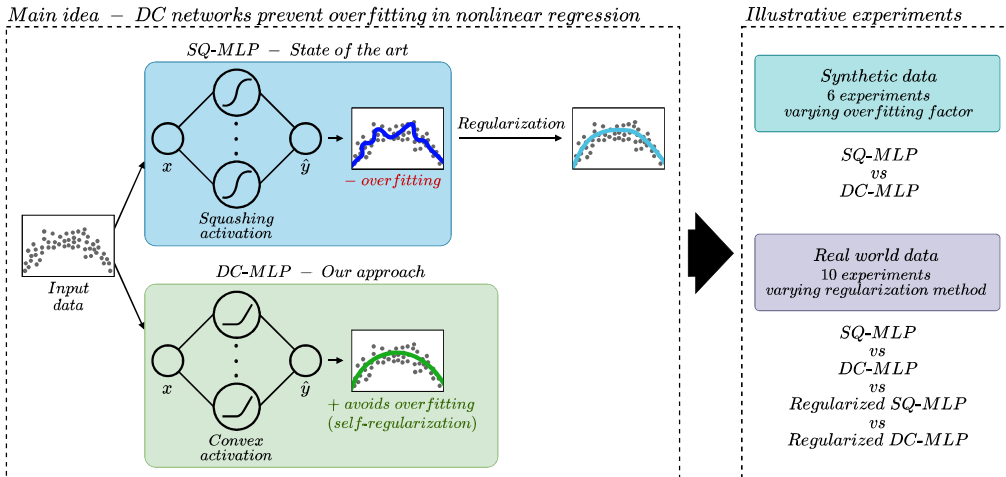 Main idea – DC networks prevent overfitting in nonlinear regression
SQ-MLP – State of the art
x
ŷ
Squashing
activation
– overfitting
Regularization
Input
data
DC-MLP – Our approach
x
ŷ
Convex
activation
+ avoids overfitting
(self-regularization)
Illustrative experiments
Synthetic data
6 experiments
varying overfitting factor
SQ-MLP
vs
DC-MLP
Real world data
10 experiments
varying regularization method
SQ-MLP
vs
DC-MLP
vs
Regularized SQ-MLP
vs
Regularized DC-MLP